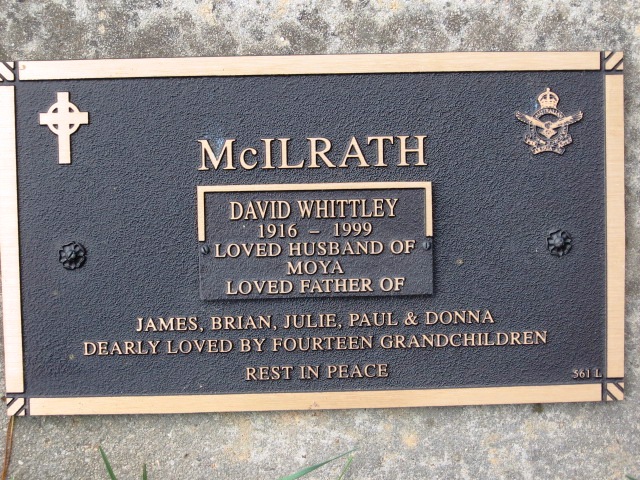 McILRATH
DAVID WHITTLEY
1916 – 1999
LOVED HUSBAND OF
MOYA
LOVED FATHER OF
JAMES, BRIAN, JULIE, PAUL & DONNA
DEARLY LOVED BY FOURTEEN GRANDCHILDREN
REST IN PEACE
561 L